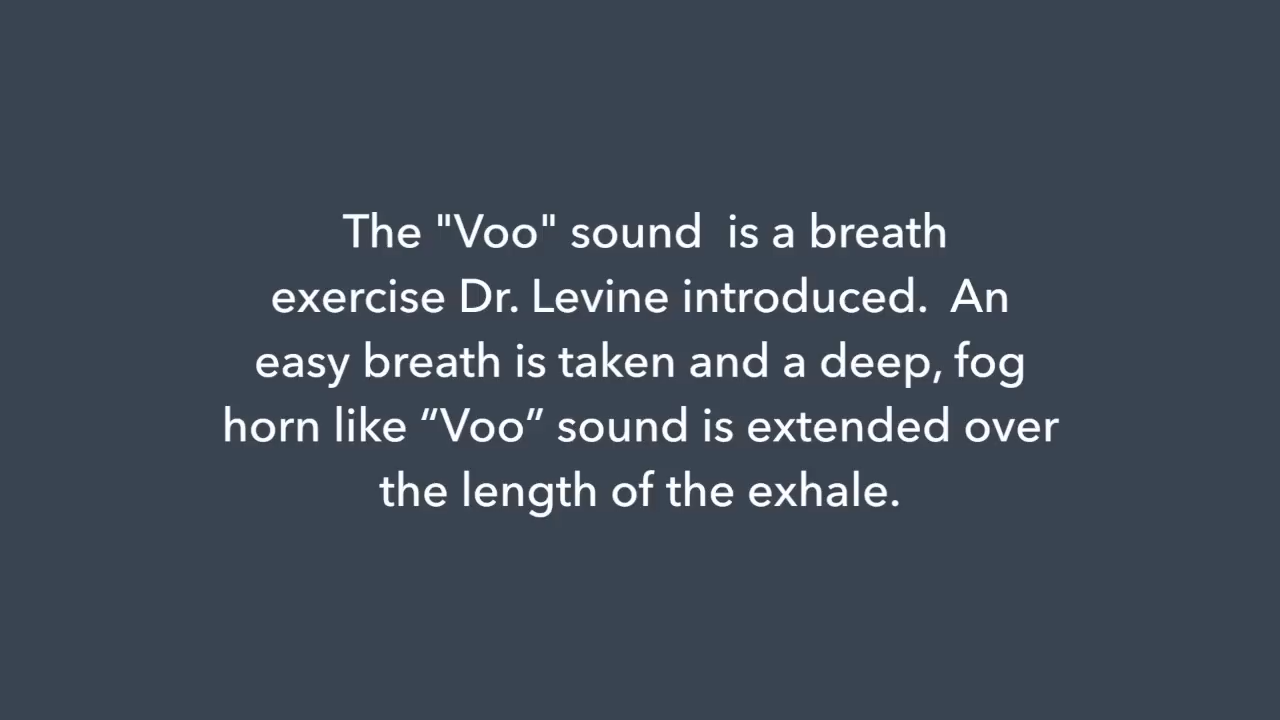 The "Voo" sound  is a breath
exercise Dr. Levine introduced.  An
easy breath is taken and a deep, fog
horn like “Voo” sound is extended over
the length of the exhale.